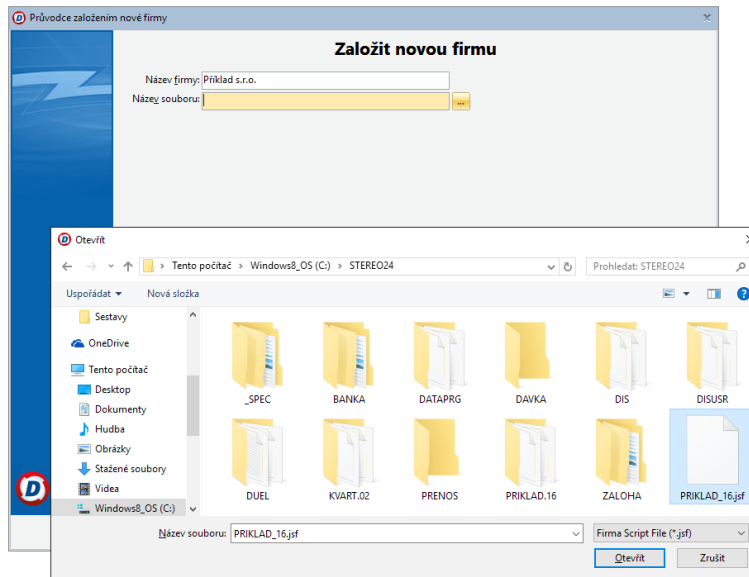 Průvodce založením nové firmy
Založit novou firmu
Název firmy: Příklad s.r.o.
Název souboru:
...
Otevřít
Tento počítač › Windows8_OS (C:) › STEREO24
Prohledat: STEREO24
Uspořádat Nová složka
Sestavy
OneDrive
Tento počítač
Desktop
Dokumenty
Hudba
Obrázky
Stažené soubory
Videa
Windows8_OS (C:)
_SPEC BANKA DATAPRG DAVKA DIS DISUSR
DUEL KVART.02 PRENOS PRIKLAD.16 ZALOHA PRIKLAD_16.jsf
Název souboru: PRIKLAD_16.jsf Firma Script File (*.jsf)
Otevřít Zrušit